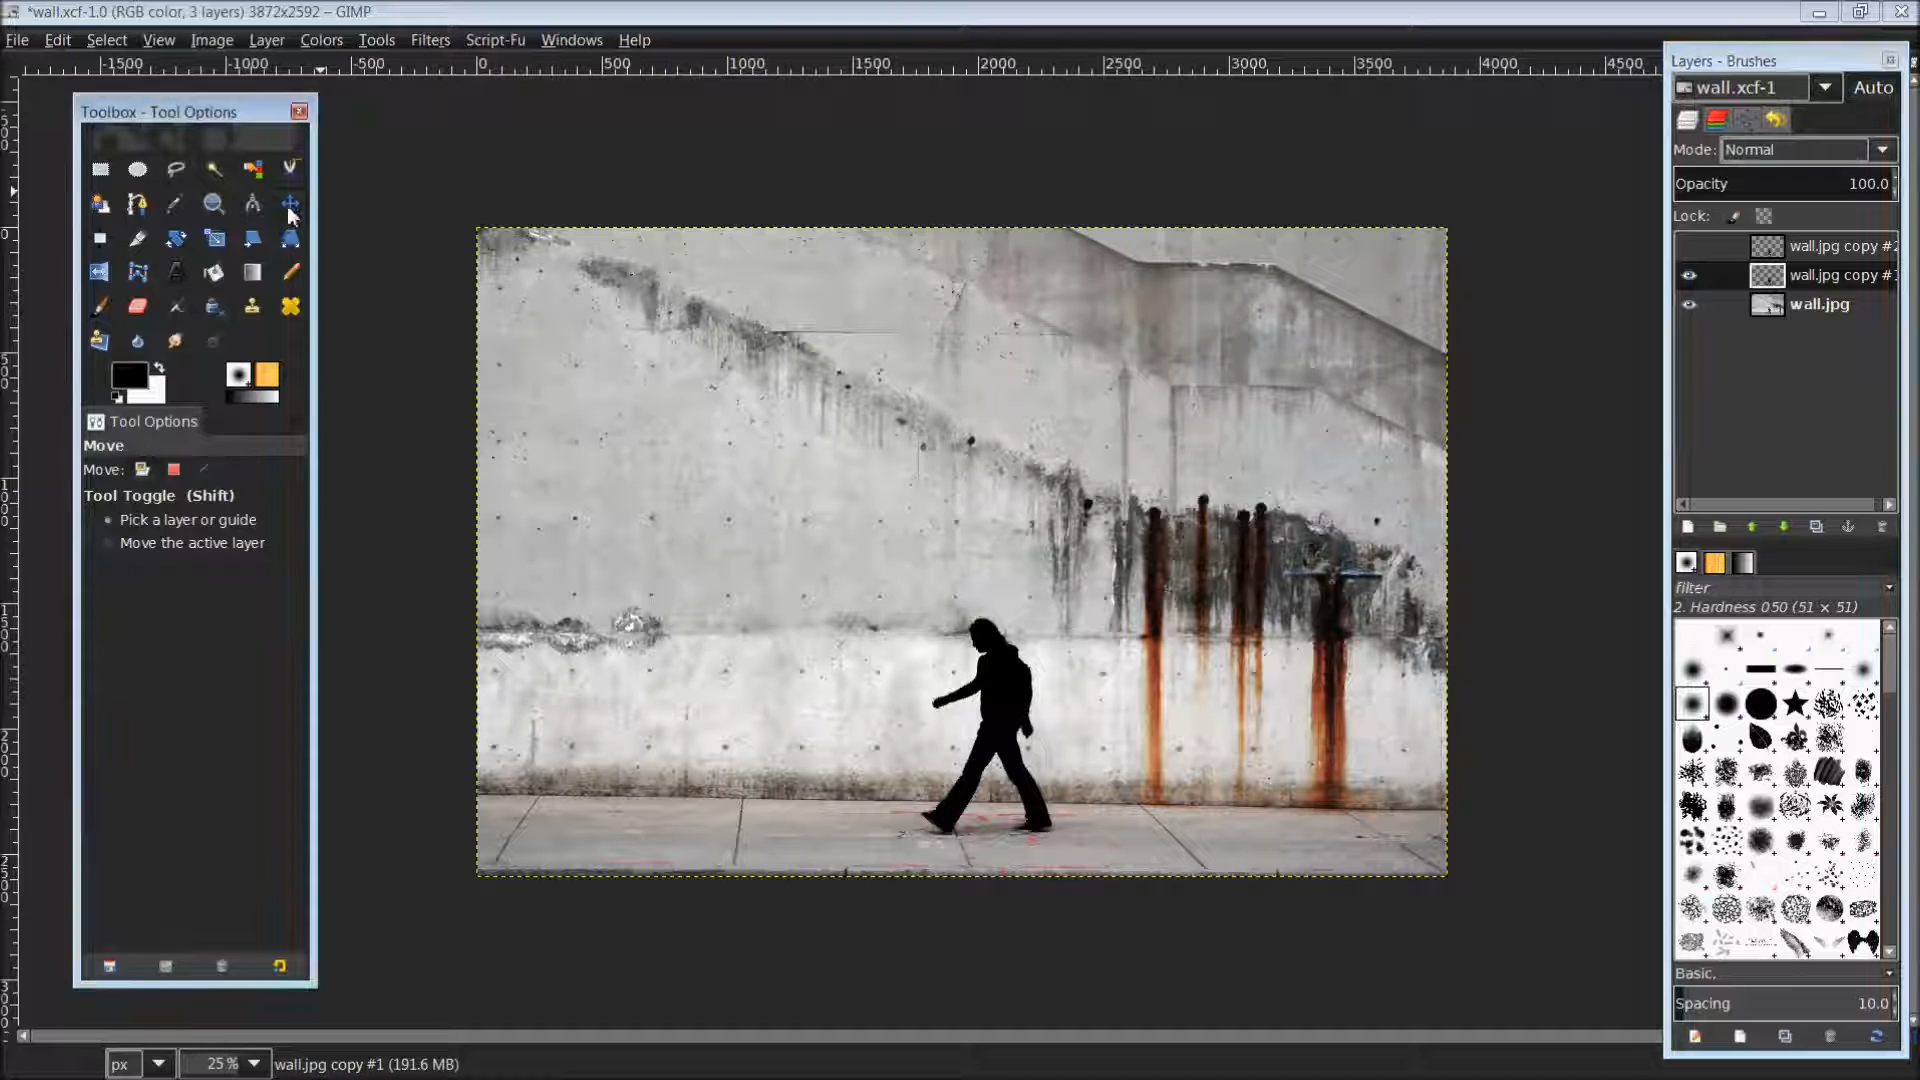 *wall.xcf-1.0 (RGB color, 3 layers) 3872x2592 – GIMP
File Edit Select View Image Layer Colors Tools Filters Script-Fu Windows Help
-1500 -1000 -500 0 500 1000 1500 2000 2500 3000 3500 4000 4500
Toolbox - Tool Options
Tool Options
Move
Move:
Tool Toggle (Shift)
Pick a layer or guide
Move the active layer
Layers - Brushes
wall.xcf-1 Auto
Mode: Normal
Opacity 100.0
Lock:
wall.jpg copy #2
wall.jpg copy #
wall.jpg
filter
2. Hardness 050 (51 × 51)
Basic.
Spacing 10.0
px 25 % wall.jpg copy #1 (191.6 MB)